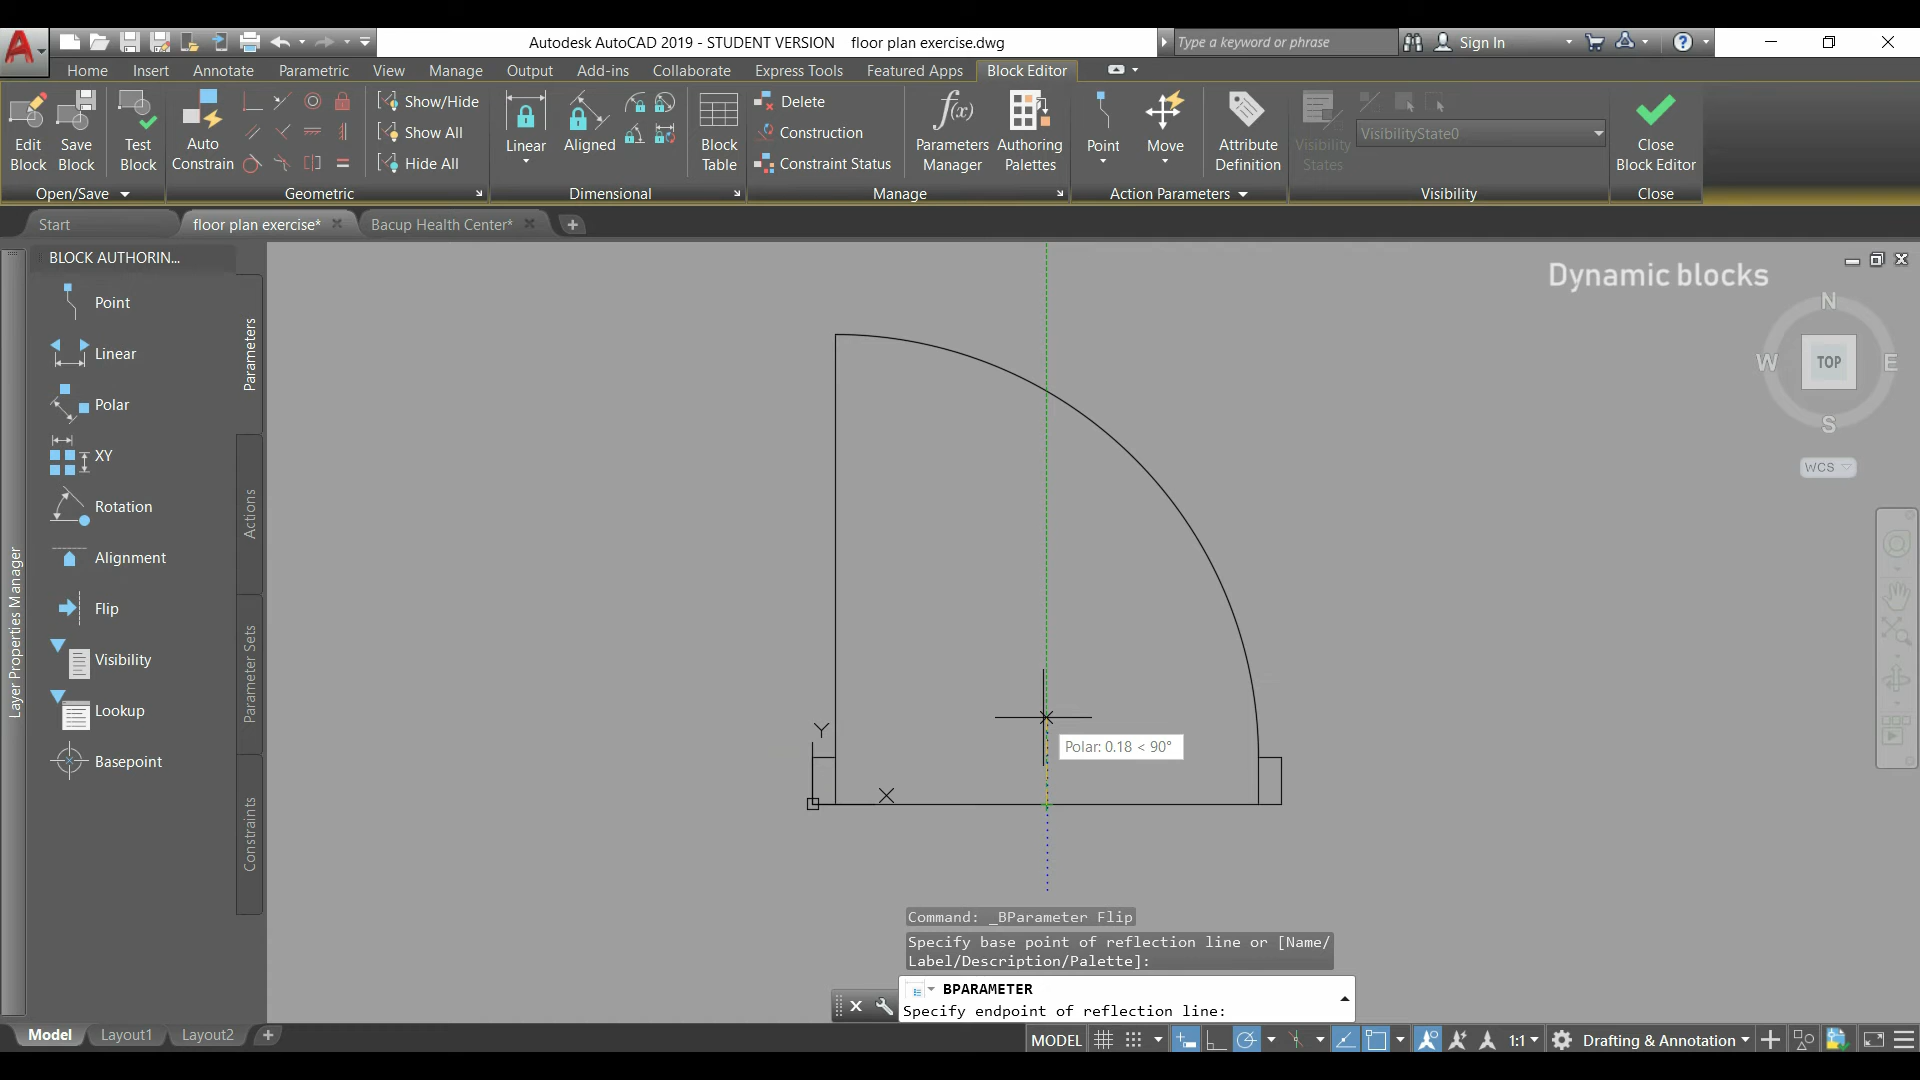 Autodesk AutoCAD 2019 - STUDENT VERSION floor plan exercise.dwg
Type a keyword or phrase
Sign In
Home Insert Annotate Parametric View Manage Output Add-ins Collaborate Express Tools Featured Apps Block Editor
Edit Block
Save Block
Test Block
Auto Constrain
Show/Hide
Show All
Hide All
Linear
Aligned
Block Table
Delete
Construction
Constraint Status
Parameters Manager
Authoring Palettes
Point
Move
Attribute Definition
Visibility States
VisibilityState0
Close Block Editor
Open/Save
Geometric
Dimensional
Manage
Action Parameters
Visibility
Close
Start
floor plan exercise*
Bacup Health Center*
BLOCK AUTHORIN...
Point
Linear
Polar
XY
Rotation
Alignment
Flip
Visibility
Lookup
Basepoint
Parameters
Actions
Parameter Sets
Constraints
Layer Properties Manager
Dynamic blocks
N
W
TOP
E
S
WCS
Y
X
Polar: 0.18 < 90°
Command: _BParameter Flip
Specify base point of reflection line or [Name/
Label/Description/Palette]:
BPARAMETER
Specify endpoint of reflection line:
Model Layout1 Layout2
MODEL
1:1
Drafting & Annotation